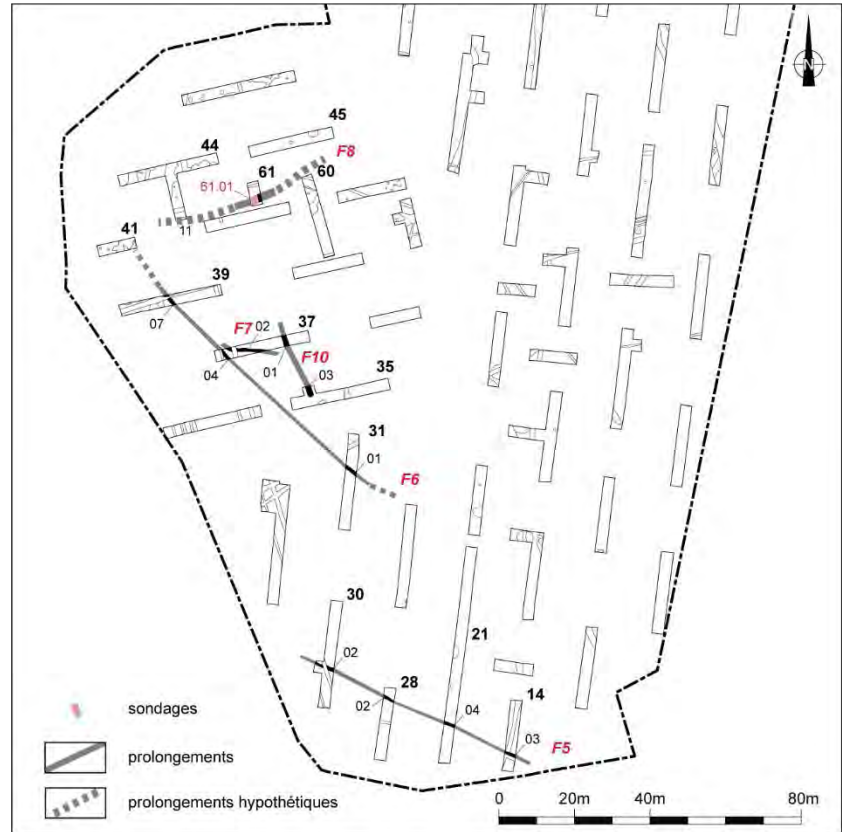 N
45
44
F8
61
61.01
60
11
41
39
07
F7
02
37
04
01
F10
03
35
31
01
F6
30
21
02
28
14
02
04
03
F5
sondages
prolongements
prolongements hypothétiques
0 20m 40m 80m